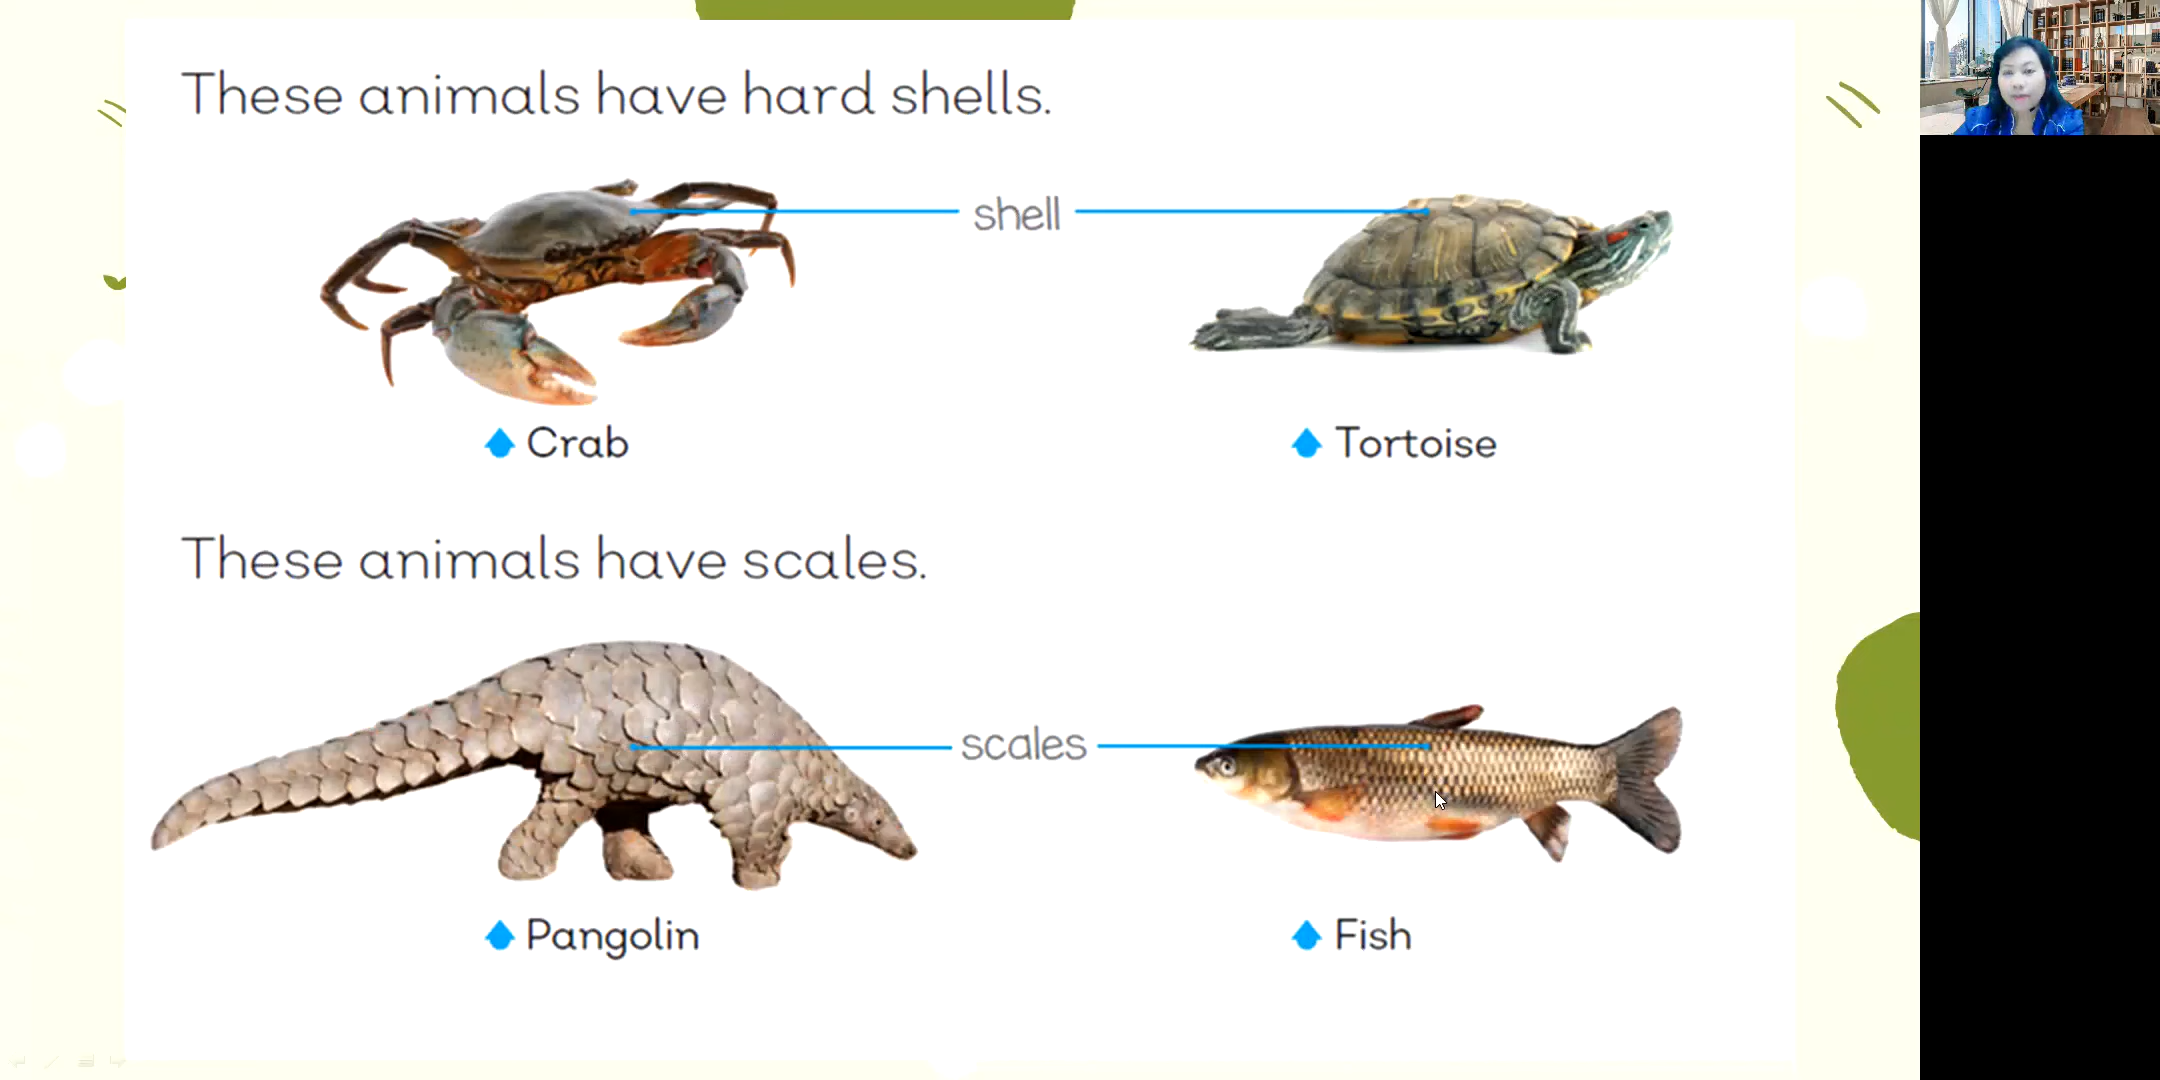 These animals have hard shells.
shell
Crab
Tortoise
These animals have scales.
scales
Pangolin
Fish